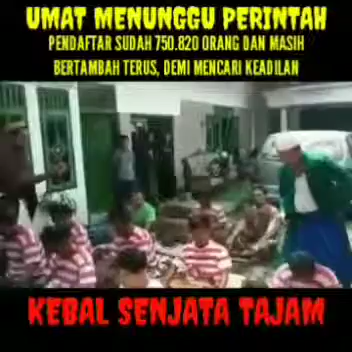 UMAT MENUNGGU PERINTAH
PENDAFTAR SUDAH 750.820 ORANG DAN MASIH
BERTAMBAH TERUS, DEMI MENCARI KEADILAN
KEBAL SENJATA TAJAM